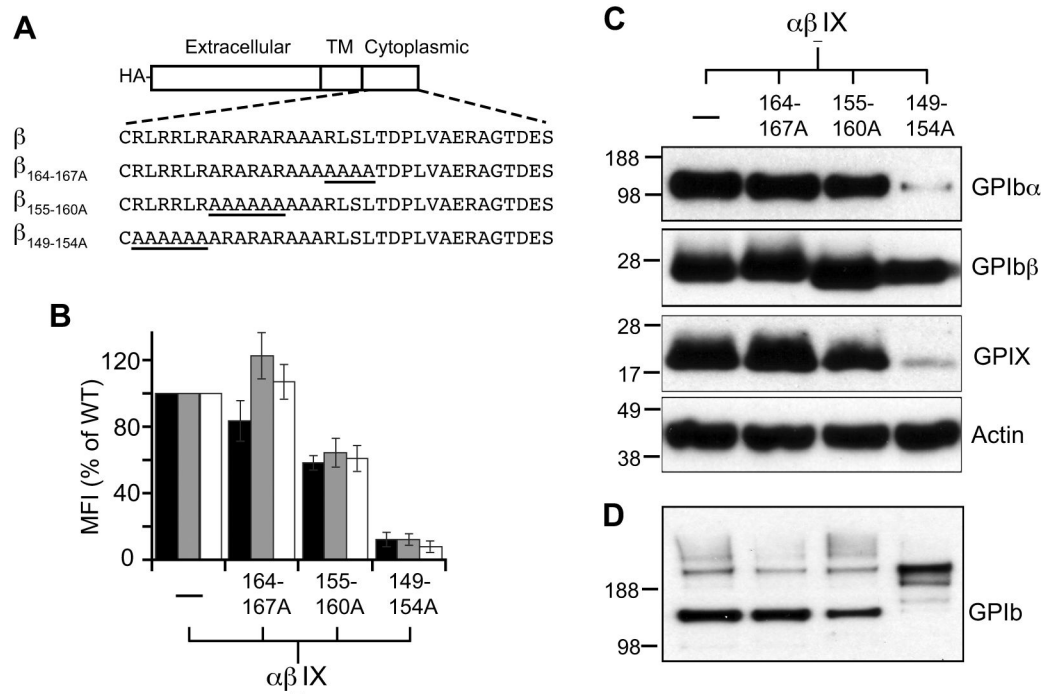 A
Extracellular TM Cytoplasmic
HA-
β CRLRRLRARARARAAARLSLTDPLVAERAGTDES
β164-167A CRLRRLRARARARAAAAAAATDPLVAERAGTDES
β155-160A CRLRRLRAAAAAAAAARLSLTDPLVAERAGTDES
β149-154A CAAAAAAARARARAAARLSLTDPLVAERAGTDES
B
MFI (% of WT)
120
80
40
0
— 164-167A 155-160A 149-154A
αβ IX
C
αβ IX
— 164-167A 155-160A 149-154A
188
98
GPIbα
28
GPIbβ
28
17
GPIX
49
38
Actin
D
188
98
GPIb